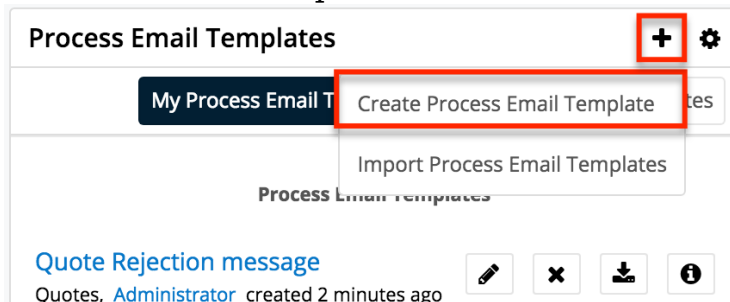 Process Email Templates
My Process Email T
tes
Create Process Email Template
Import Process Email Templates
Process Email Templates
Quote Rejection message
Quotes, Administrator created 2 minutes ago